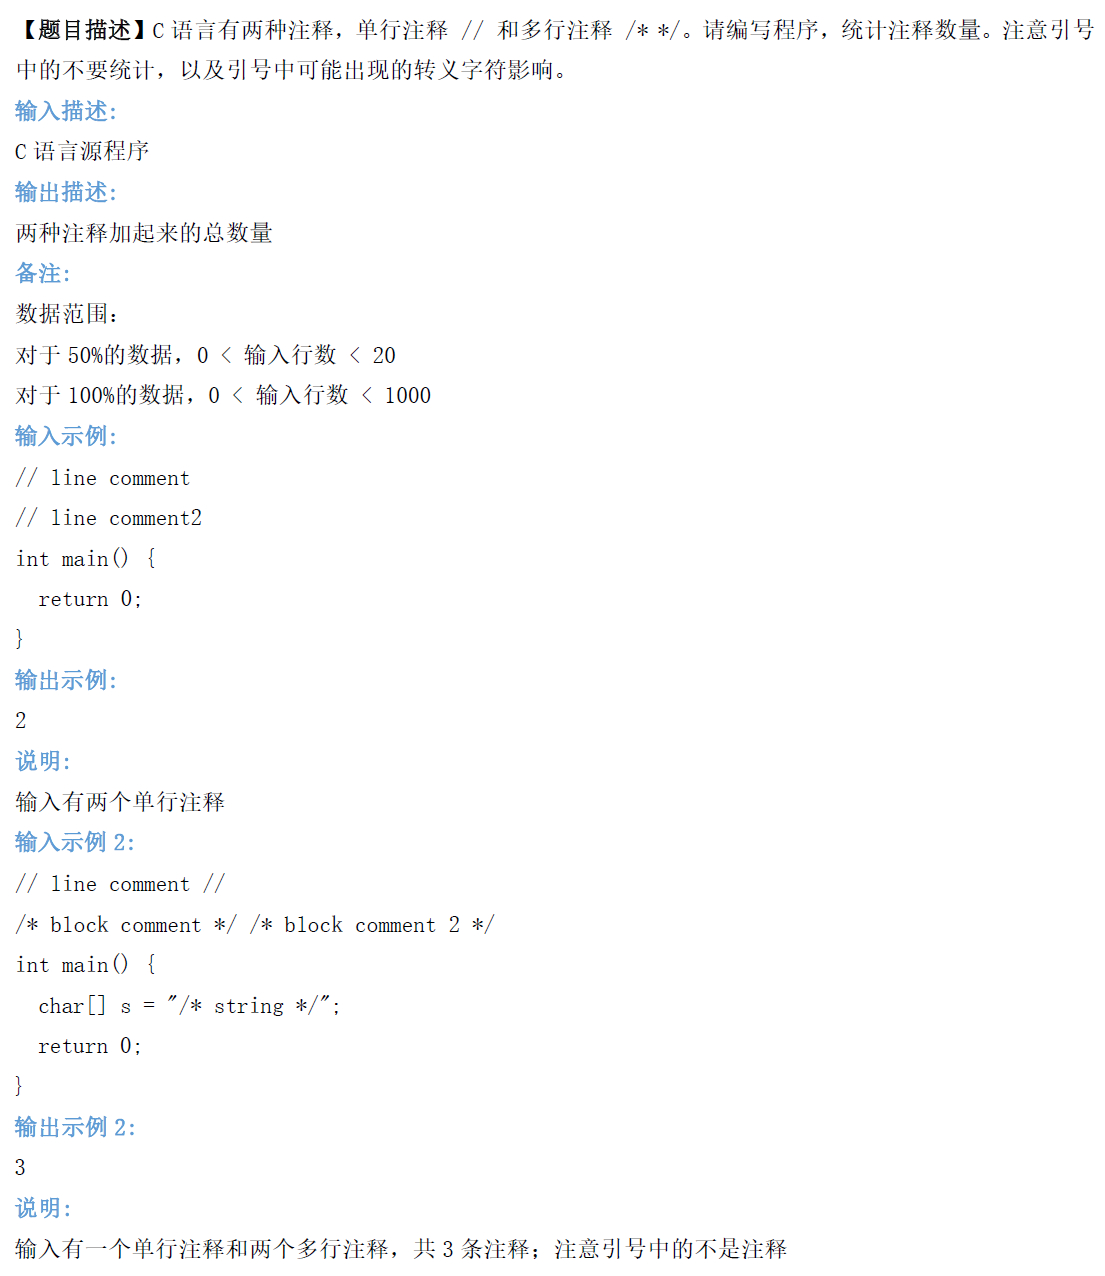 【题目描述】C 语言有两种注释，单行注释 // 和多行注释 /* */。请编写程序，统计注释数量。注意引号
中的不要统计，以及引号中可能出现的转义字符影响。
输入描述:
C 语言源程序
输出描述:
两种注释加起来的总数量
备注:
数据范围:
对于 50%的数据，0 < 输入行数 < 20
对于 100%的数据，0 < 输入行数 < 1000
输入示例:
// line comment
// line comment2
int main() {
  return 0;
}
输出示例:
2
说明:
输入有两个单行注释
输入示例 2:
// line comment //
/* block comment */ /* block comment 2 */
int main() {
  char[] s = "/* string */";
  return 0;
}
输出示例 2:
3
说明:
输入有一个单行注释和两个多行注释，共 3 条注释；注意引号中的不是注释